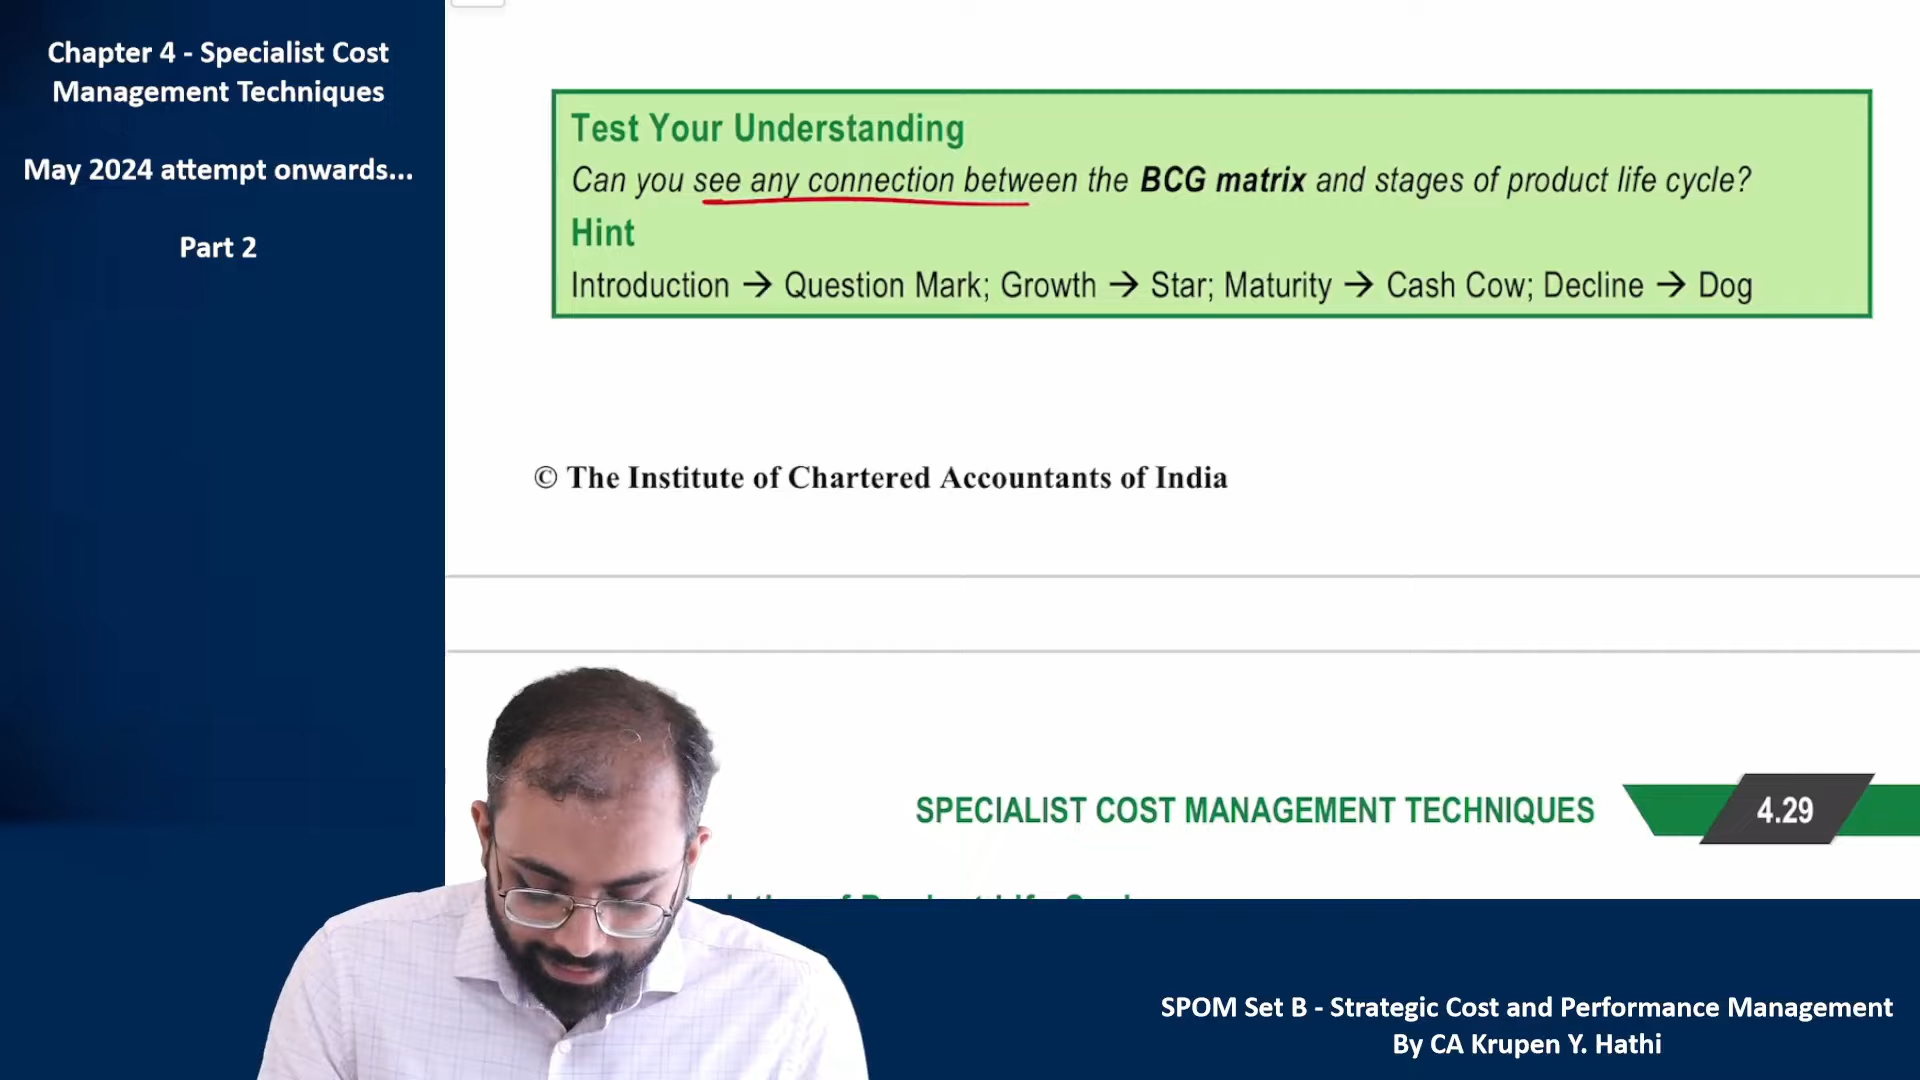 Chapter 4 - Specialist Cost
Management Techniques
May 2024 attempt onwards...
Part 2
Test Your Understanding
Can you see any connection between the BCG matrix and stages of product life cycle?
Hint
Introduction → Question Mark; Growth → Star; Maturity → Cash Cow; Decline → Dog
© The Institute of Chartered Accountants of India
SPECIALIST COST MANAGEMENT TECHNIQUES
4.29
SPOM Set B - Strategic Cost and Performance Management
By CA Krupen Y. Hathi